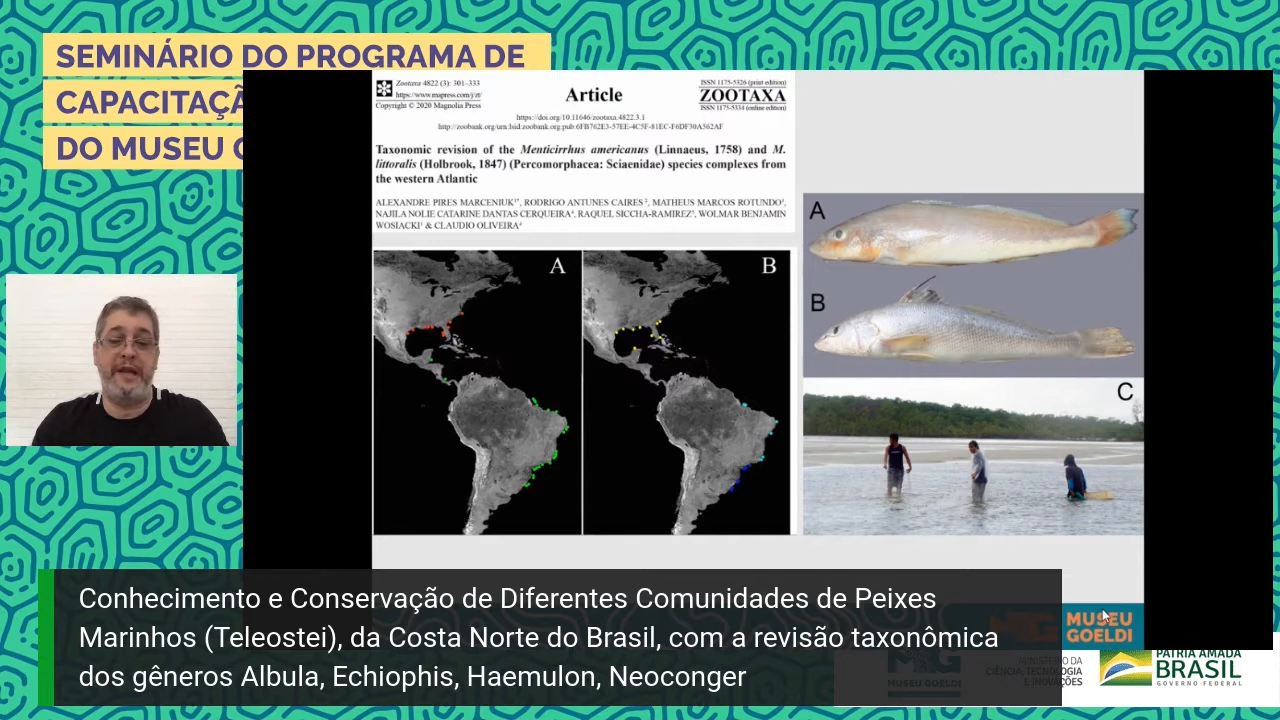 SEMINÁRIO DO PROGRAMA DE
CAPACITAÇÃ
DO MUSEU G
Zootaxa 4822 (3): 301–333
https://www.mapress.com/j/zt/
Copyright © 2020 Magnolia Press
Article
ISSN 1175-5326 (print edition)
ZOOTAXA
ISSN 1175-5334 (online edition)
https://doi.org/10.11646/zootaxa.4822.3.1
http://zoobank.org/urn:lsid:zoobank.org:pub:6FB762E3-57EE-4C5F-81EC-F6DF30A562AF
Taxonomic revision of the Menticirrhus americanus (Linnaeus, 1758) and M.
littoralis (Holbrook, 1847) (Percomorphacea: Sciaenidae) species complexes from
the western Atlantic
ALEXANDRE PIRES MARCENIUK¹*, RODRIGO ANTUNES CAIRES², MATHEUS MARCOS ROTUNDO³,
NAJILA NOLIE CATARINE DANTAS CERQUEIRA⁴, RAQUEL SICCHA-RAMIREZ⁵, WOLMAR BENJAMIN
WOSIACKI¹ & CLAUDIO OLIVEIRA⁴
A
B
A
B
C
Conhecimento e Conservação de Diferentes Comunidades de Peixes
Marinhos (Teleostei), da Costa Norte do Brasil, com a revisão taxonômica
dos gêneros Albula, Echiophis, Haemulon, Neoconger
MUSEU
GOELDI
MUSEU GOELDI
MINISTÉRIO DA
CIÊNCIA, TECNOLOGIA
E INOVAÇÕES
PÁTRIA AMADA
BRASIL
GOVERNO FEDERAL